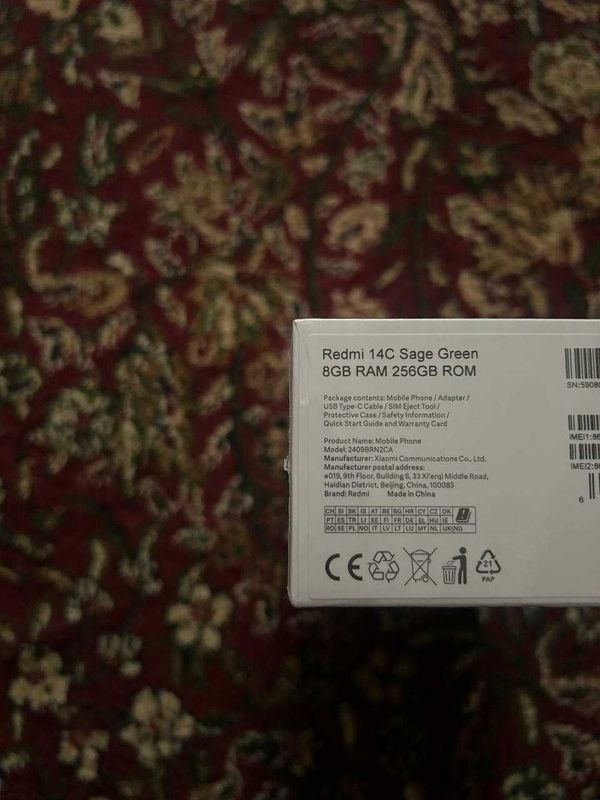 Redmi 14C Sage Green
8GB RAM 256GB ROM
Package contents: Mobile Phone / Adapter /
USB Type-C Cable / SIM Eject Tool /
Protective Case / Safety Information /
Quick Start Guide and Warranty Card
Product Name: Mobile Phone
Model: 2409BRN2CA
Manufacturer: Xiaomi Communications Co., Ltd.
Manufacturer postal address:
#019, 9th Floor, Building 6, 33 Xi'erqi Middle Road,
Haidian District, Beijing, China, 100085
Brand: Redmi Made in China
CH SI SK IS AT BE BG HR CY CZ DK
PT ES TR LI EE FI FR DE EL HU IE
RO SE PL NO IT LV LT LU MT NL UK(NI)
CE
21
PAP
SN:5908
IMEI1:86
IMEI2:86
6